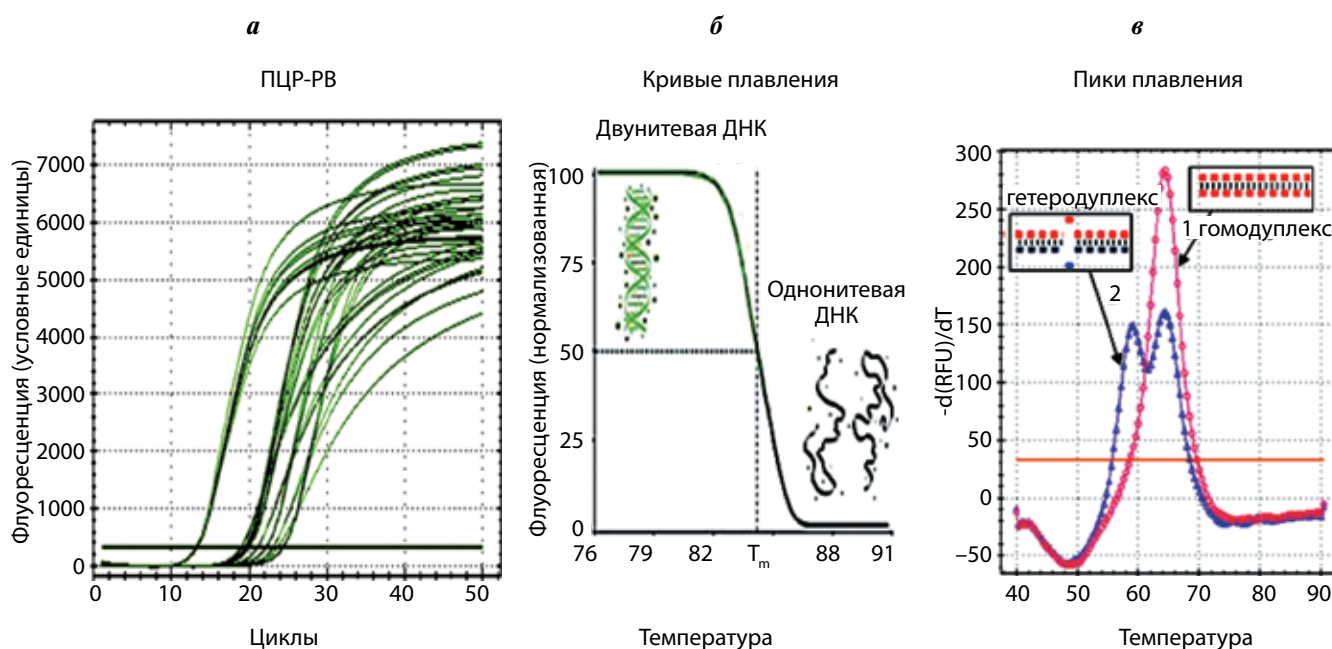 а
ПЦР-РВ
Флуоресценция (условные единицы)
7000
6000
5000
4000
3000
2000
1000
0
0 10 20 30 40 50
Циклы
б
Кривые плавления
Двунитевая ДНК
Флуоресценция (нормализованная)
100
75
50
25
0
Однонитевая
ДНК
76 79 82 Tm 88 91
Температура
в
Пики плавления
-d(RFU)/dT
300
250
200
150
100
50
0
–50
гетеродуплекс
1 гомодуплекс
2
40 50 60 70 80 90
Температура